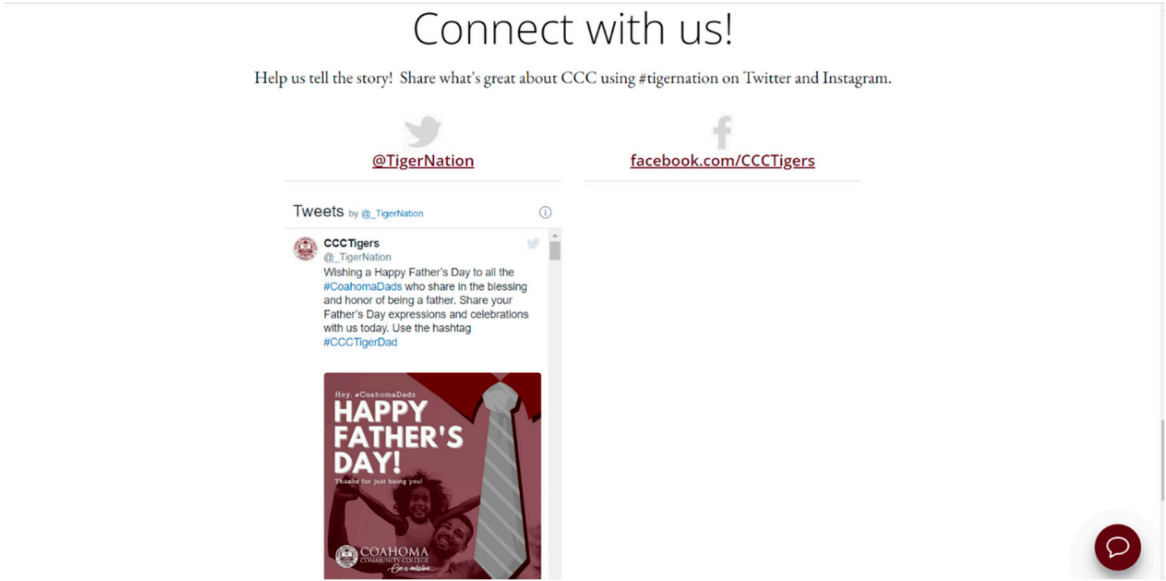 Connect with us!
Help us tell the story! Share what's great about CCC using #tigernation on Twitter and Instagram.
@TigerNation
facebook.com/CCCTigers
Tweets by @_TigerNation
CCCTigers
@_TigerNation
Wishing a Happy Father's Day to all the
#CoahomaDads who share in the blessing
and honor of being a father. Share your
Father's Day expressions and celebrations
with us today. Use the hashtag
#CCCTigerDad
Hey, #CoahomaDads
HAPPY
FATHER'S
DAY!
Thanks for just being you!
COAHOMA
COMMUNITY COLLEGE
On a mission